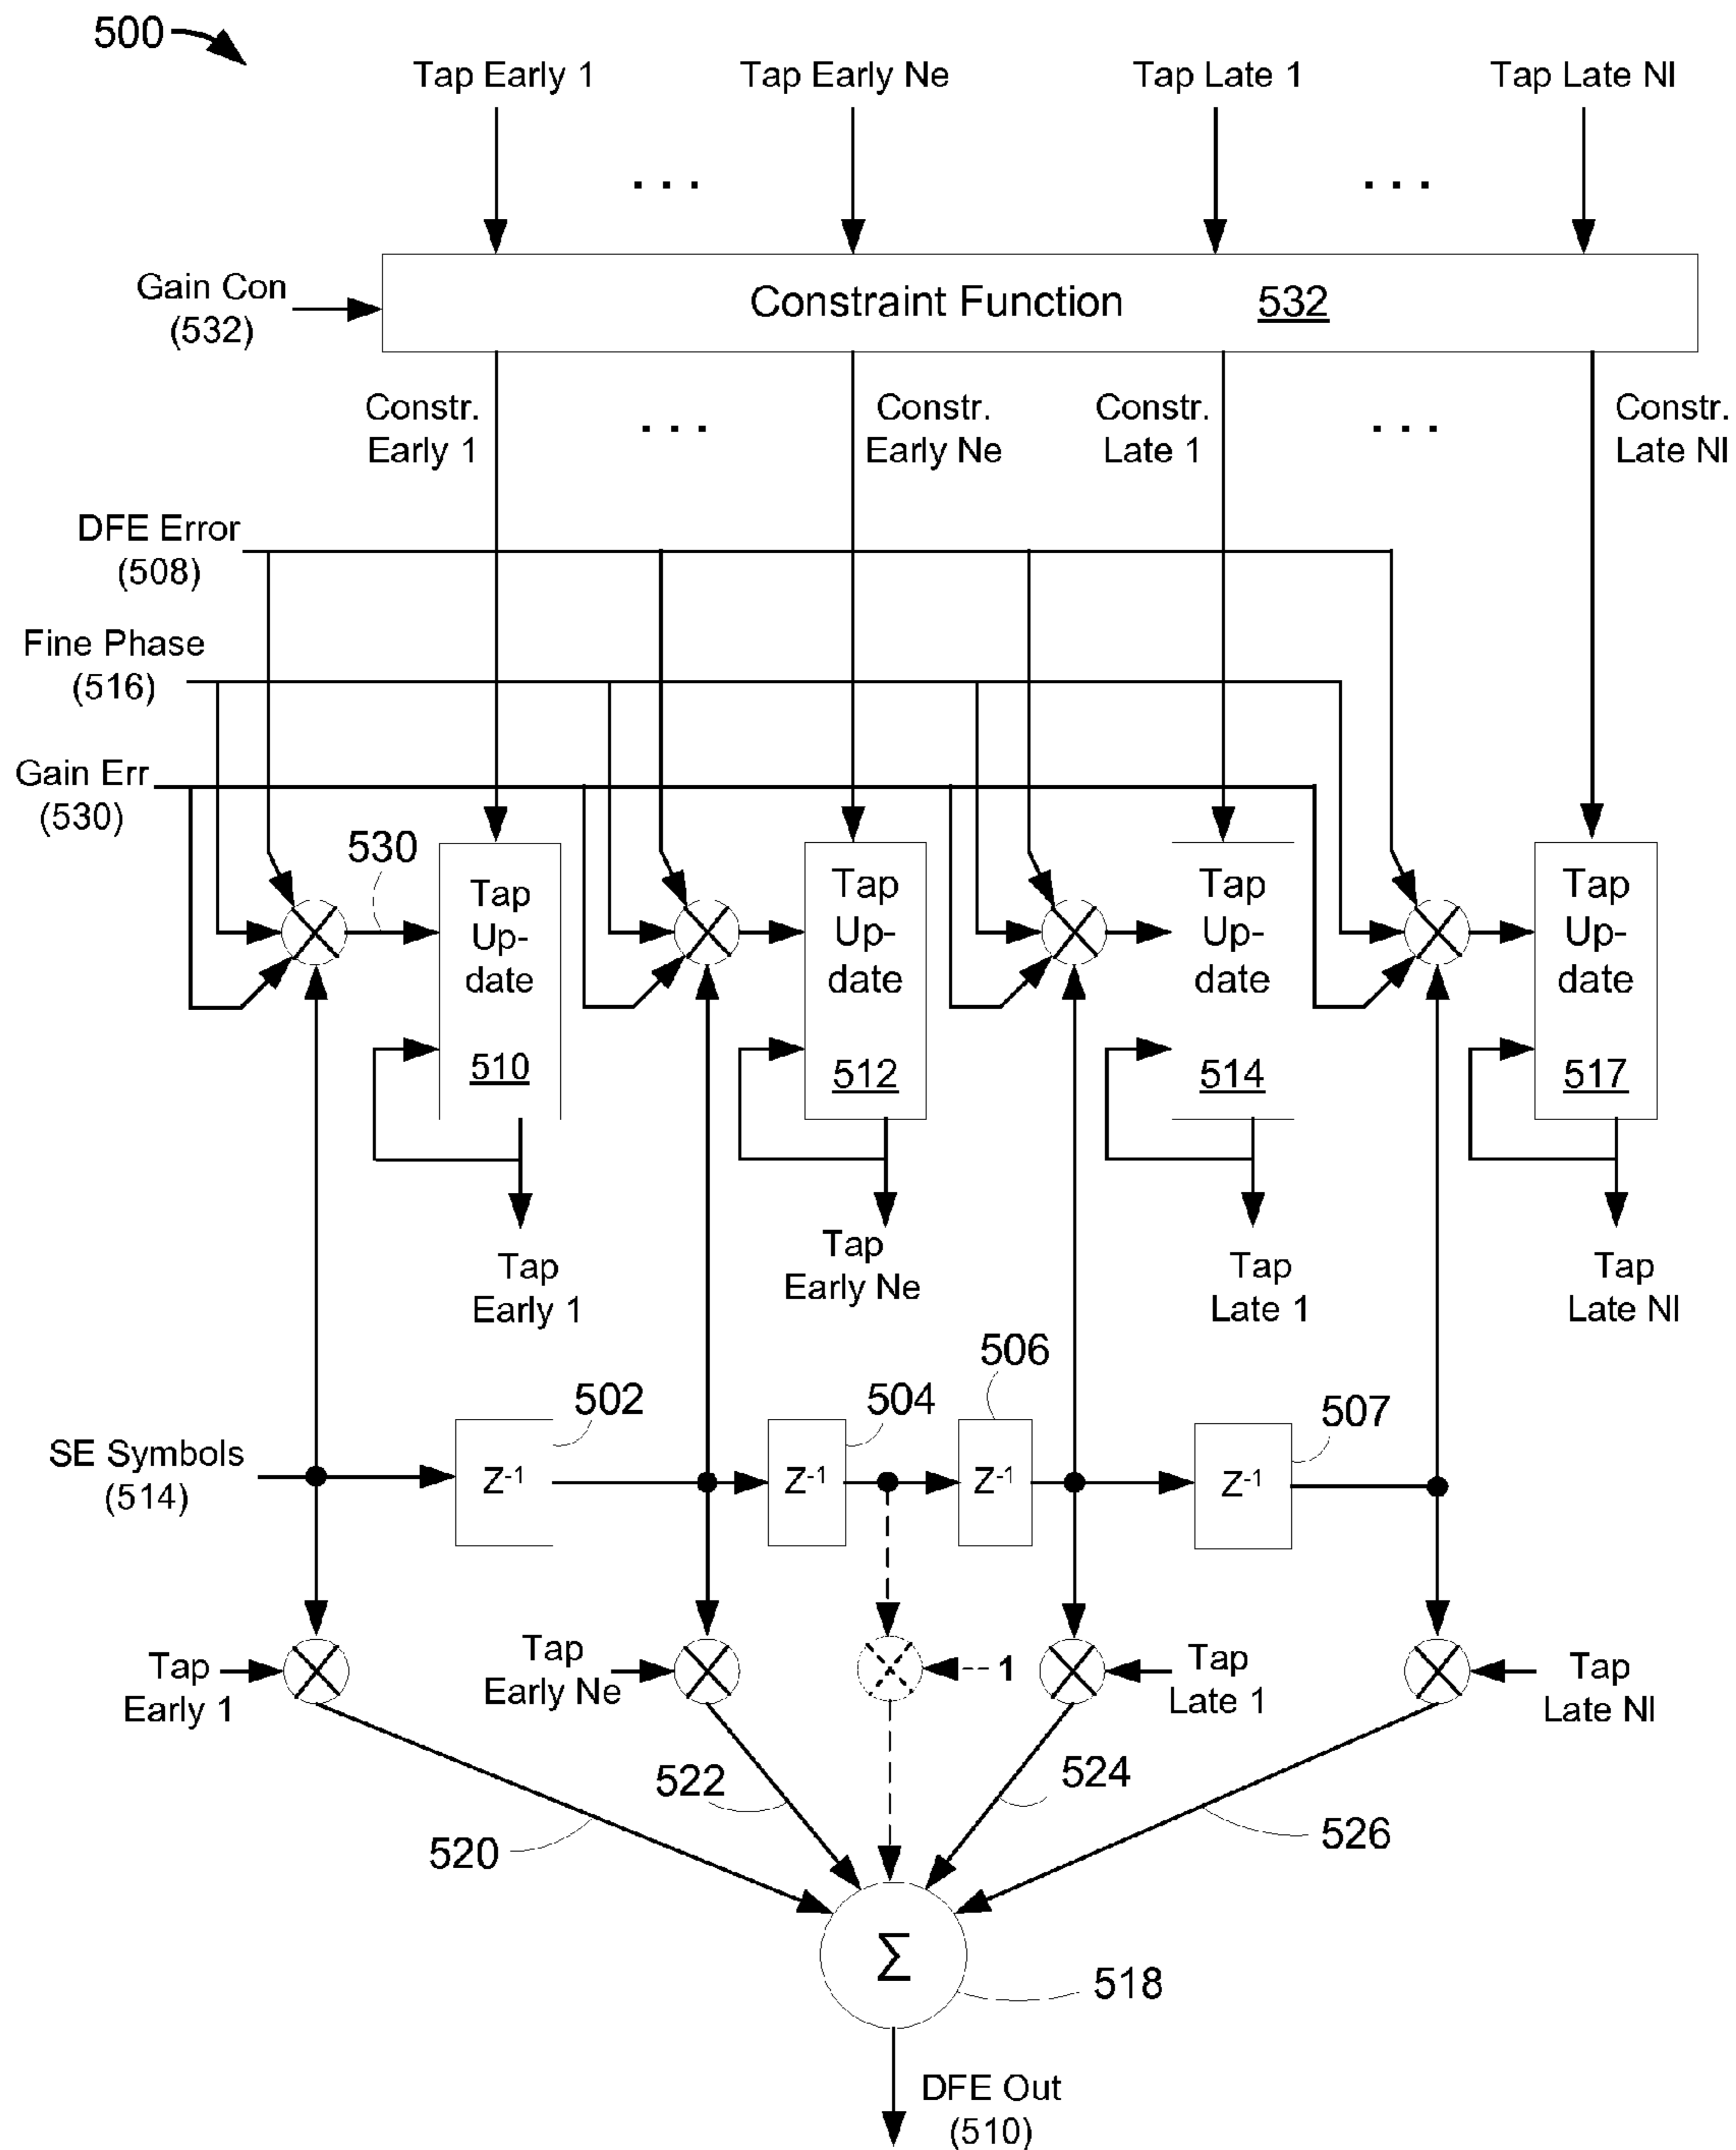 500
Tap Early 1
Tap Early Ne
Tap Late 1
Tap Late Nl
. . .
. . .
Gain Con
(532)
Constraint Function 532
Constr.
Early 1
. . .
Constr.
Early Ne
Constr.
Late 1
. . .
Constr.
Late Nl
DFE Error
(508)
Fine Phase
(516)
Gain Err
(530)
530
Tap
Up-
date
510
Tap
Up-
date
512
Tap
Up-
date
514
Tap
Up-
date
517
Tap
Early 1
Tap
Early Ne
Tap
Late 1
Tap
Late Nl
SE Symbols
(514)
502
Z-1
504
Z-1
506
Z-1
507
Z-1
Tap
Early 1
Tap
Early Ne
1
Tap
Late 1
Tap
Late Nl
520
522
524
526
Σ
518
DFE Out
(510)